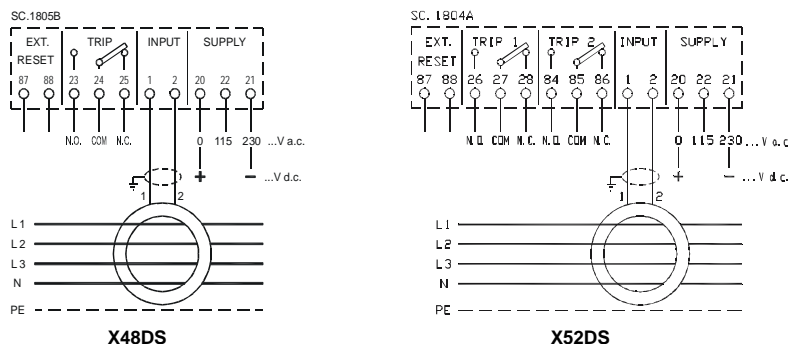 SC.1805B
EXT. RESET TRIP INPUT SUPPLY
87 88 23 24 25 1 2 20 22 21
N.O. COM N.C. 0 115 230 ...V a.c.
+ − ...V d.c.
1 2
L1
L2
L3
N
PE
X48DS
SC. 1804A
EXT. RESET TRIP 1 TRIP 2 INPUT SUPPLY
87 88 26 27 28 84 85 86 1 2 20 22 21
N.O. COM N.C. N.O. COM N.C. 0 115 230 ...V a.c
+ − ...V d.c.
1 2
L1
L2
L3
N
PE
X52DS